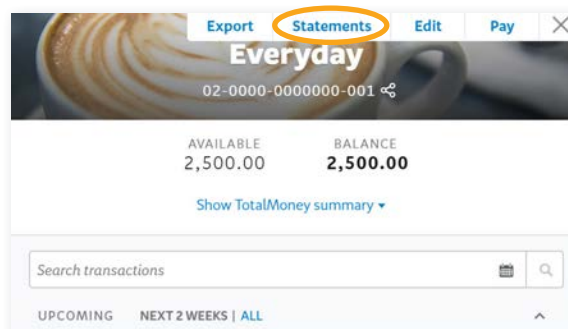 Export Statements Edit Pay
Everyday
02-0000-0000000-001
AVAILABLE BALANCE
2,500.00 2,500.00
Show TotalMoney summary
Search transactions
UPCOMING NEXT 2 WEEKS | ALL